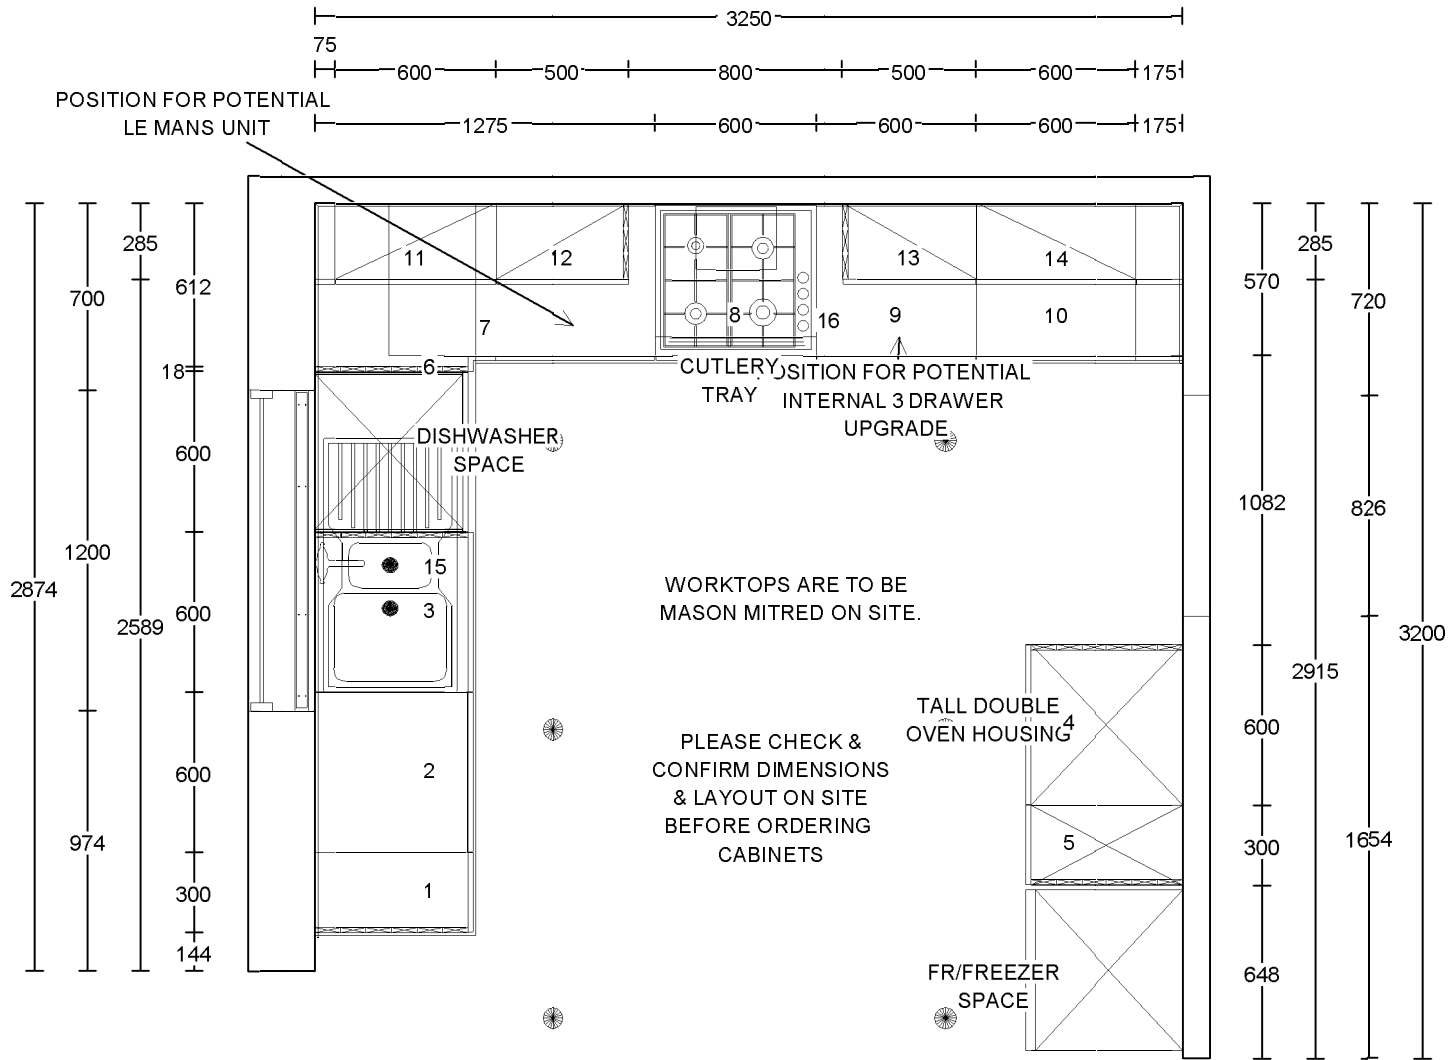 3250
75
600 500 800 500 600 175
POSITION FOR POTENTIAL
LE MANS UNIT
1275 600 600 600 175
285
285
612
700
570
720
11
12
13
14
7
8
16
9
10
18
6
CUTLERY
TRAY
OSITION FOR POTENTIAL
INTERNAL 3 DRAWER
UPGRADE
DISHWASHER
SPACE
600
1082
826
1200
2874
2589
600
15
3
WORKTOPS ARE TO BE
MASON MITRED ON SITE.
3200
2915
TALL DOUBLE
OVEN HOUSING
4
600
PLEASE CHECK &
CONFIRM DIMENSIONS
& LAYOUT ON SITE
BEFORE ORDERING
CABINETS
600
2
974
5
300
1654
300
1
144
FR/FREEZER
SPACE
648